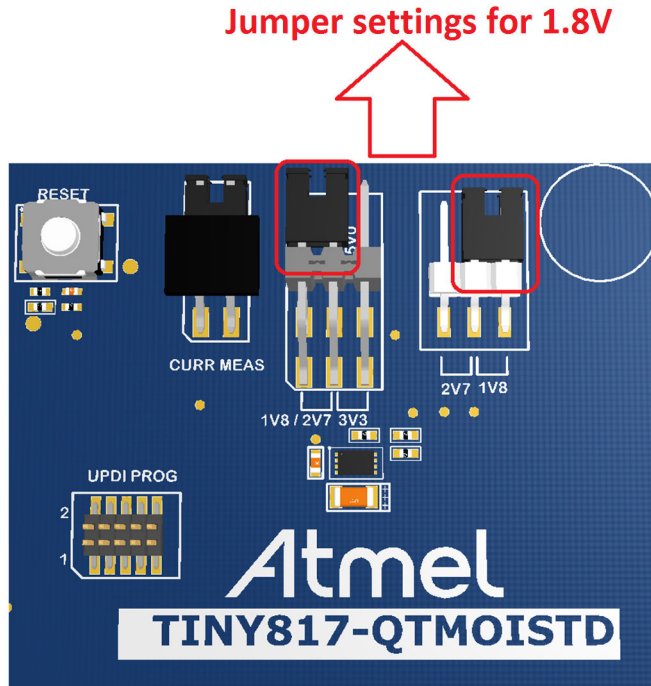 Jumper settings for 1.8V
RESET
5V0
CURR MEAS
2V7 1V8
1V8 / 2V7 3V3
UPDI PROG
2
1
Atmel
TINY817-QTMOISTD